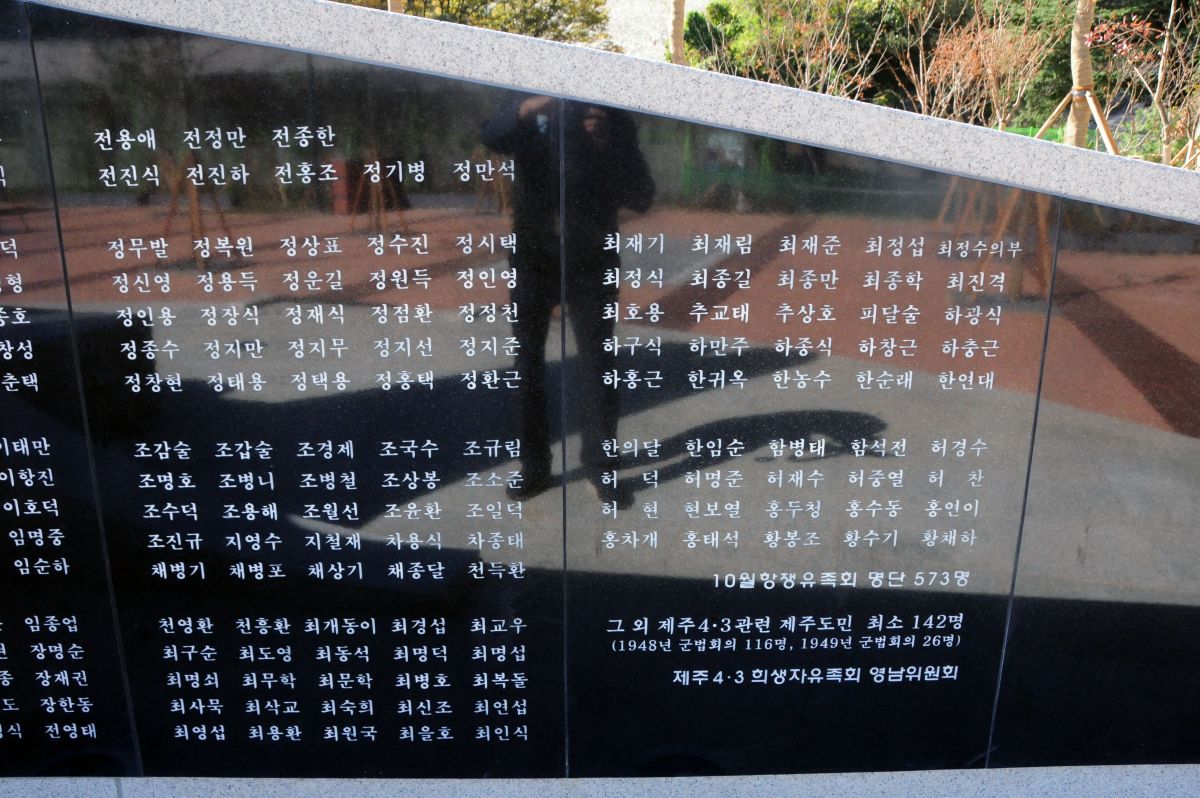 전용애 전정만 전종한
전진식 전진하 전홍조 정기병 정만석
덕 정무발 정복원 정상표 정수진 정시택 최재기 최재림 최재준 최정섭 최정수의부
형 정신영 정용득 정운길 정원득 정인영 최정식 최종길 최종만 최종학 최진격
종호 정인용 정장식 정재식 정점환 정정천 최호용 추교태 추상호 피달술 하광식
창성 정종수 정지만 정지무 정지선 정지준 하구식 하만주 하종식 하창근 하충근
춘택 정창현 정태용 정택용 정홍택 정환근 하홍근 한귀옥 한농수 한순래 한연대
이태만 조감술 조갑술 조경제 조국수 조규림 한의달 한임순 함병태 함석전 허경수
이항진 조명호 조병니 조병철 조상봉 조소준 허 덕 허명준 허재수 허중열 허 찬
이호덕 조수덕 조용해 조월선 조윤환 조일덕 허 현 현보열 홍두청 홍수동 홍언이
임명중 조진규 지영수 지철재 차용식 차종태 홍차개 홍태석 황봉조 황수기 황채하
임순하 채병기 채병포 채상기 채종달 천득환
10월항쟁유족회 명단 573명
임종업 천영환 천흥환 최개동이 최경섭 최교우
장명순 최구순 최도영 최동석 최명덕 최명섭
종 장재권 최명쇠 최무학 최문학 최병호 최복돌
도 장한동 최사묵 최삭교 최숙희 최신조 최연섭
식 전영태 최영섭 최용환 최원국 최을호 최인식
그 외 제주4·3관련 제주도민 최소 142명
(1948년 군법회의 116명, 1949년 군법회의 26명)
제주4·3 희생자유족회 영남위원회